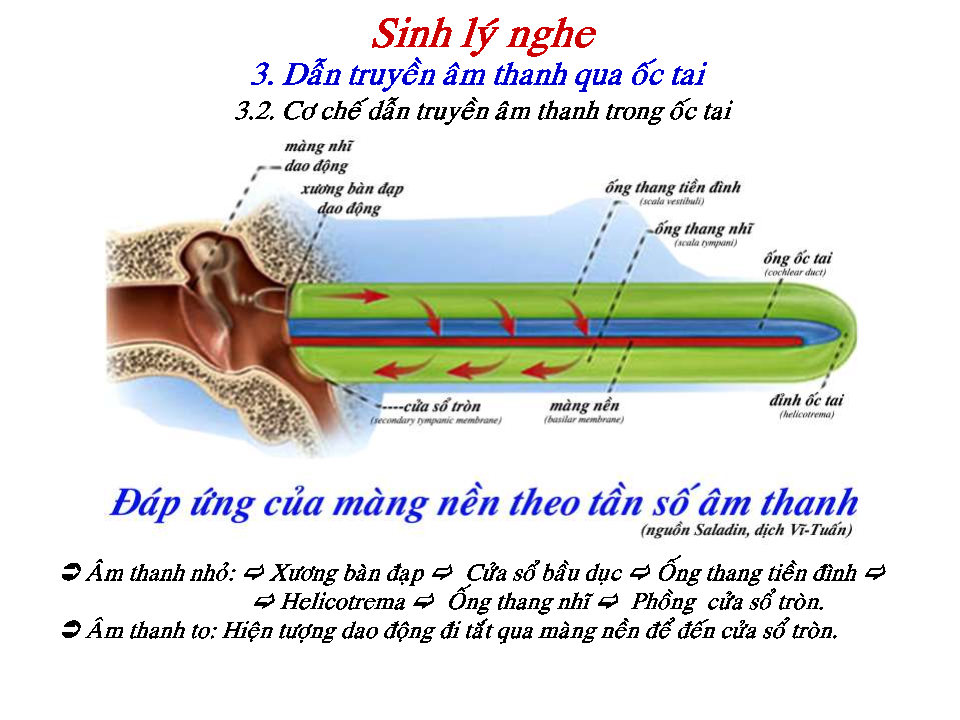 Sinh lý nghe
3. Dẫn truyền âm thanh qua ốc tai
3.2. Cơ chế dẫn truyền âm thanh trong ốc tai
màng nhĩ
dao động
xương bàn đạp
dao động
ống thang tiền đình
(scala vestibuli)
ống thang nhĩ
(scala tympani)
ống ốc tai
(cochlear duct)
cửa sổ tròn
(secondary tympanic membrane)
màng nền
(basilar membrane)
đỉnh ốc tai
(helicotrema)
Đáp ứng của màng nền theo tần số âm thanh
(nguồn Saladin, dịch Vĩ-Tuấn)
➲ Âm thanh nhỏ: ➪ Xương bàn đạp ➪ Cửa sổ bầu dục ➪ Ống thang tiền đình ➪
➪ Helicotrema ➪ Ống thang nhĩ ➪ Phồng cửa sổ tròn.
➲ Âm thanh to: Hiện tượng dao động đi tắt qua màng nền để đến cửa sổ tròn.